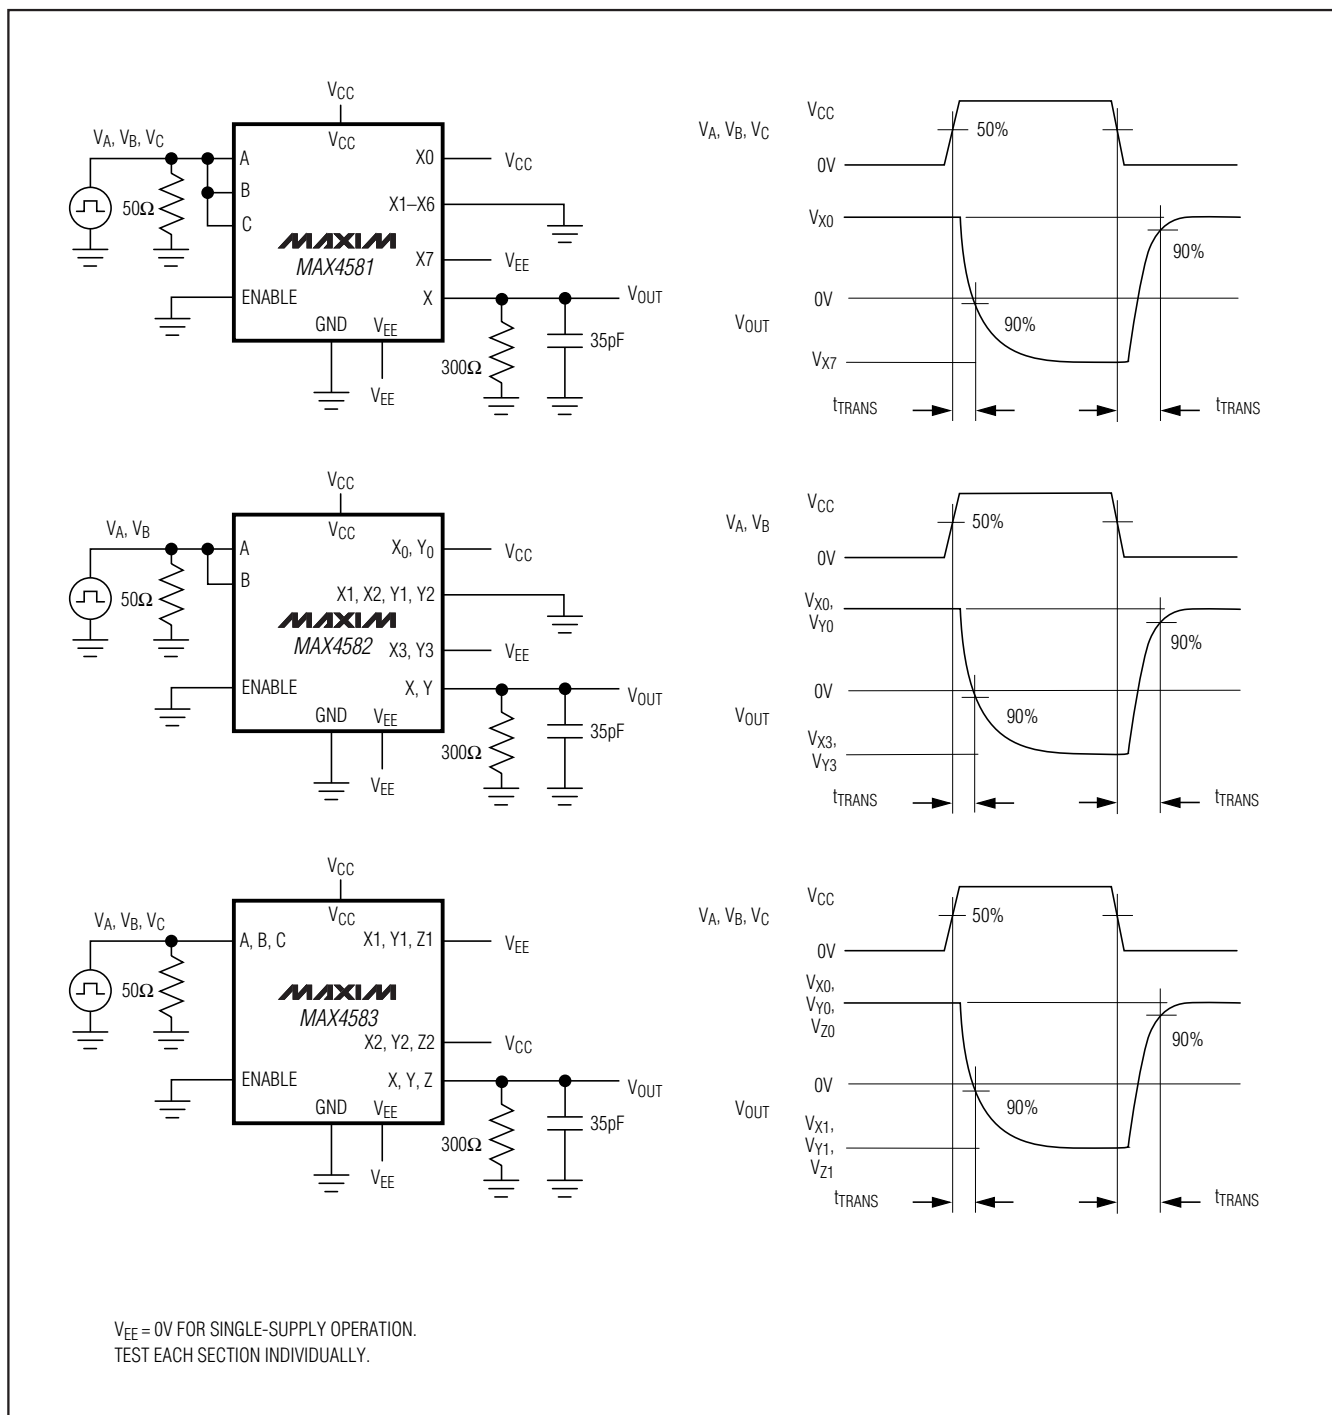 VCC
VA, VB, VC
50Ω
A
B
C
ENABLE
VCC
X0
X1–X6
MAXIM
MAX4581
X7
X
GND
VEE
VCC
VEE
VOUT
300Ω
35pF
VEE
VA, VB, VC
VCC
50%
0V
VX0
90%
0V
VOUT
90%
VX7
tTRANS
tTRANS
VCC
VA, VB
50Ω
A
B
ENABLE
VCC
X0, Y0
X1, X2, Y1, Y2
MAXIM
MAX4582
X3, Y3
X, Y
GND
VEE
VCC
VEE
VOUT
300Ω
35pF
VEE
VA, VB
VCC
50%
0V
VX0,
VY0
90%
0V
VOUT
90%
VX3,
VY3
tTRANS
tTRANS
VCC
VA, VB, VC
50Ω
A, B, C
ENABLE
VCC
X1, Y1, Z1
MAXIM
MAX4583
X2, Y2, Z2
X, Y, Z
GND
VEE
VEE
VCC
VOUT
300Ω
35pF
VEE
VA, VB, VC
VCC
50%
0V
VX0,
VY0,
VZ0
90%
0V
VOUT
90%
VX1,
VY1,
VZ1
tTRANS
tTRANS
VEE = 0V FOR SINGLE-SUPPLY OPERATION.
TEST EACH SECTION INDIVIDUALLY.